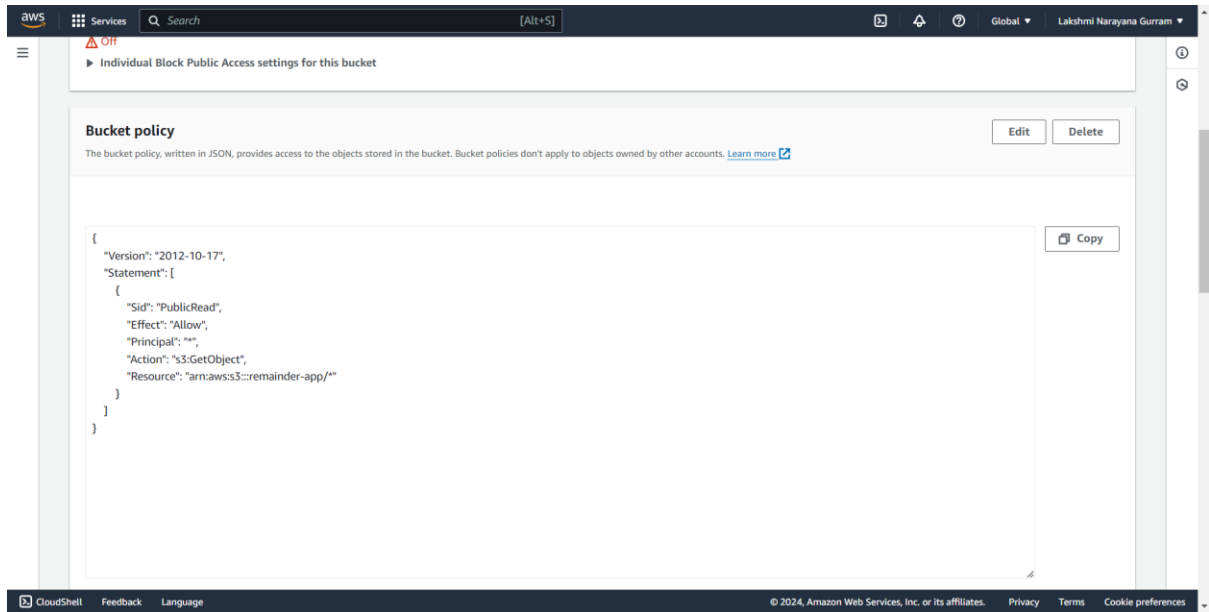 aws
Services
Search
[Alt+S]
Global
Lakshmi Narayana Gurram
Off
Individual Block Public Access settings for this bucket
Bucket policy
Edit
Delete
The bucket policy, written in JSON, provides access to the objects stored in the bucket. Bucket policies don't apply to objects owned by other accounts. Learn more
Copy
{
"Version": "2012-10-17",
"Statement": [
{
"Sid": "PublicRead",
"Effect": "Allow",
"Principal": "*",
"Action": "s3:GetObject",
"Resource": "arn:aws:s3:::remainder-app/*"
}
]
}
CloudShell
Feedback
Language
© 2024, Amazon Web Services, Inc. or its affiliates.
Privacy
Terms
Cookie preferences